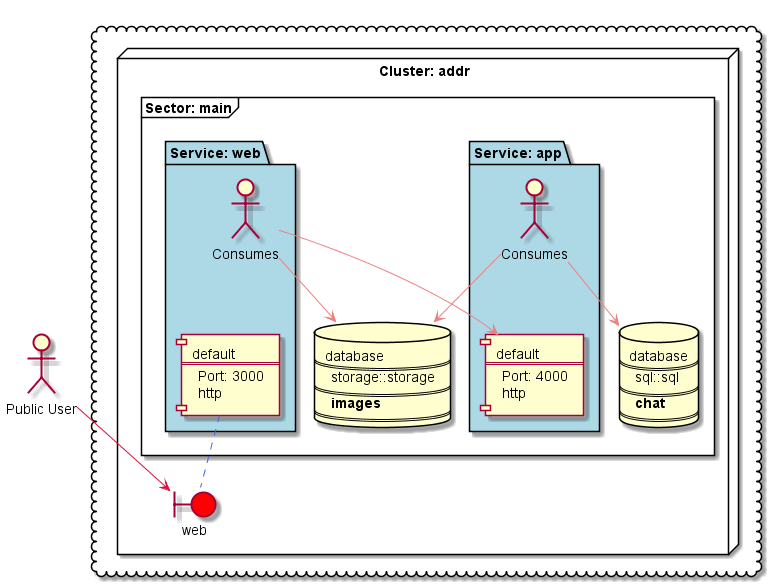 Cluster: addr
Sector: main
Service: web
Service: app
Consumes
Consumes
default
Port: 3000
http
database
storage::storage
images
default
Port: 4000
http
database
sql::sql
chat
Public User
web